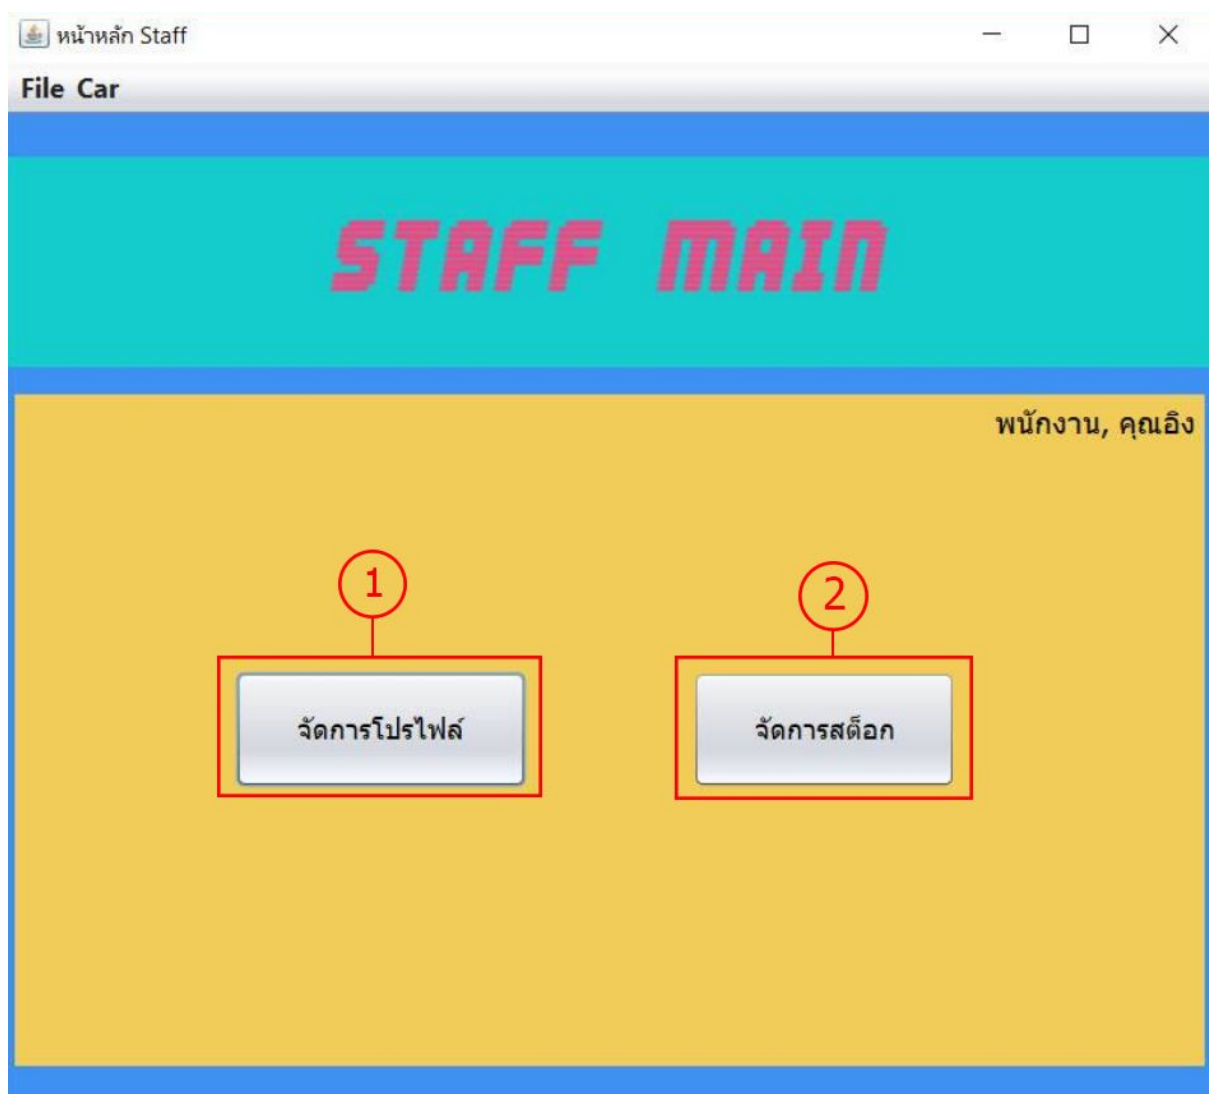 หน้าหลัก Staff
File Car
STAFF MAIN
พนักงาน, คุณอิง
1
2
จัดการโปรไฟล์
จัดการสต็อก